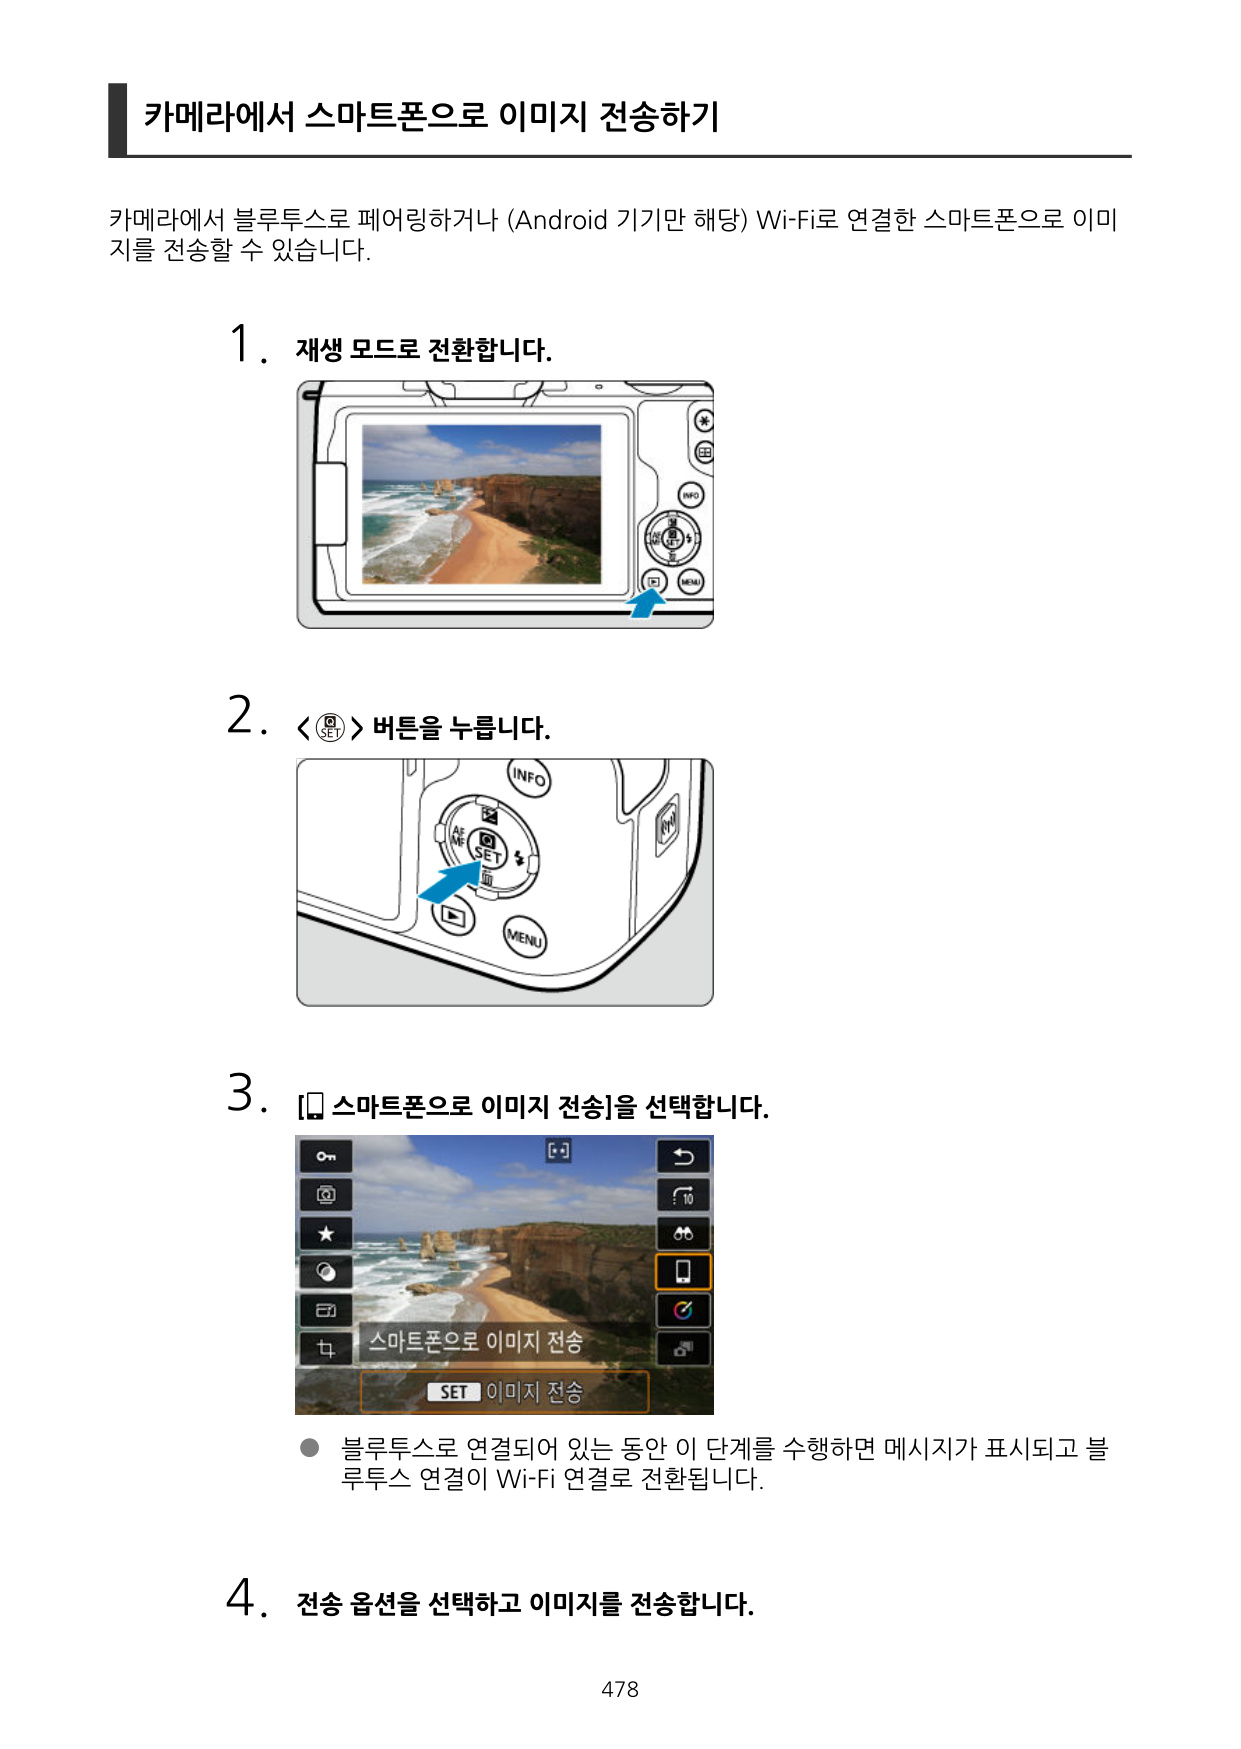 카메라에서 스마트폰으로 이미지 전송하기
카메라에서 블루투스로 페어링하거나 (Android 기기만 해당) Wi-Fi로 연결한 스마트폰으로 이미
지를 전송할 수 있습니다.
1. 재생 모드로 전환합니다.
INFO
AF
MF
SET
MENU
2. < Q SET > 버튼을 누릅니다.
INFO
AF
MF
Q
SET
MENU
3. [ 스마트폰으로 이미지 전송]을 선택합니다.
10
스마트폰으로 이미지 전송
SET 이미지 전송
● 블루투스로 연결되어 있는 동안 이 단계를 수행하면 메시지가 표시되고 블
루투스 연결이 Wi-Fi 연결로 전환됩니다.
4. 전송 옵션을 선택하고 이미지를 전송합니다.
478